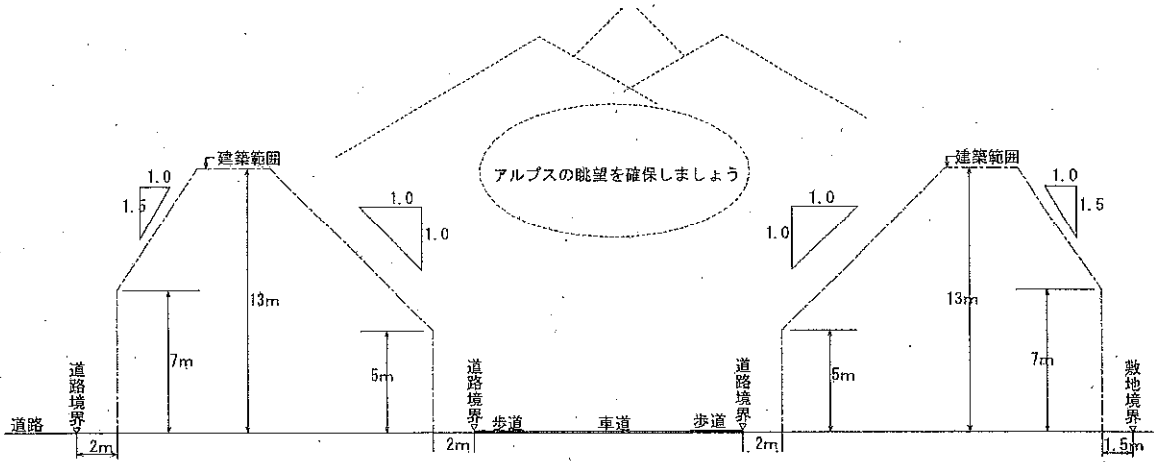 建築範囲
建築範囲
アルプスの眺望を確保しましょう
1.0
1.5
1.0
1.0
1.0
1.0
1.0
1.5
13m
13m
7m
5m
5m
7m
道路境界
道路境界
道路境界
敷地境界
道路
歩道
車道
歩道
2m
2m
2m
1.5m